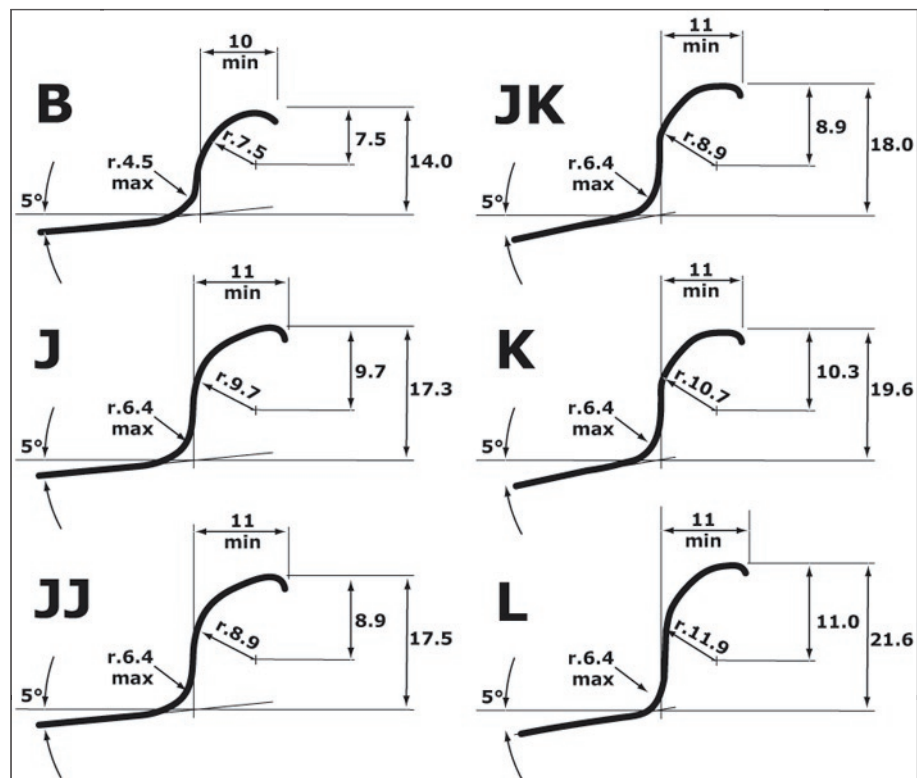 B
10
min
7.5
14.0
r.7.5
r.4.5
max
5°
JK
11
min
8.9
18.0
r.8.9
r.6.4
max
5°
J
11
min
9.7
17.3
r.9.7
r.6.4
max
5°
K
11
min
10.3
19.6
r.10.7
r.6.4
max
5°
JJ
11
min
8.9
17.5
r.8.9
r.6.4
max
5°
L
11
min
11.0
21.6
r.11.9
r.6.4
max
5°